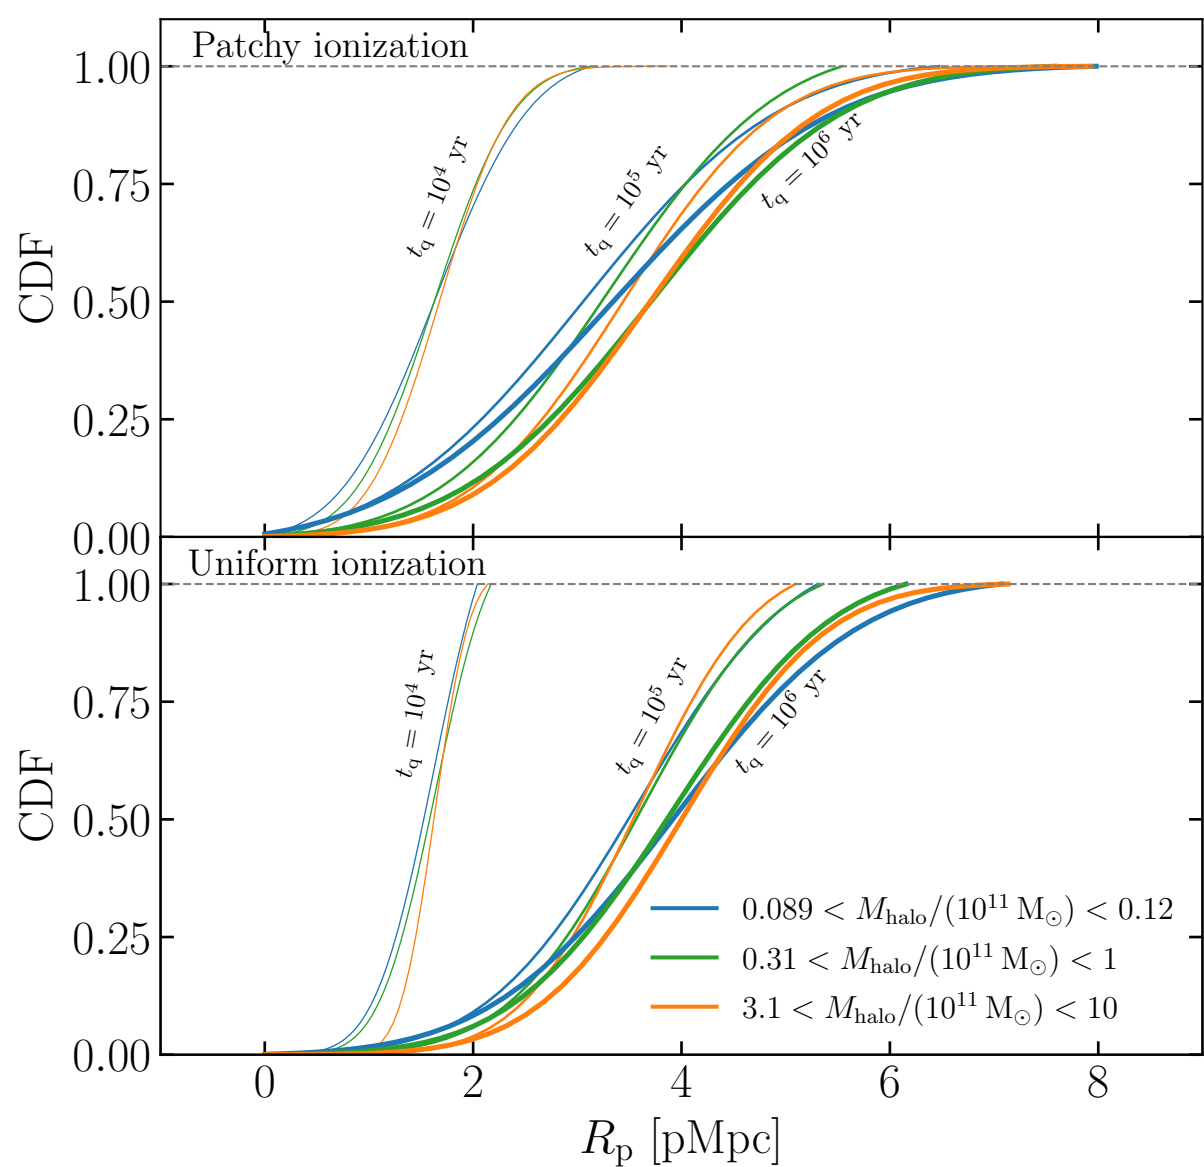 Patchy ionization
1.00
0.75
0.50
0.25
0.00
CDF
t_q = 10^4 yr
t_q = 10^5 yr
t_q = 10^6 yr
Uniform ionization
1.00
0.75
0.50
0.25
0.00
CDF
t_q = 10^4 yr
t_q = 10^5 yr
t_q = 10^6 yr
0.089 < M_halo/(10^11 M_⊙) < 0.12
0.31 < M_halo/(10^11 M_⊙) < 1
3.1 < M_halo/(10^11 M_⊙) < 10
0 2 4 6 8
R_p [pMpc]